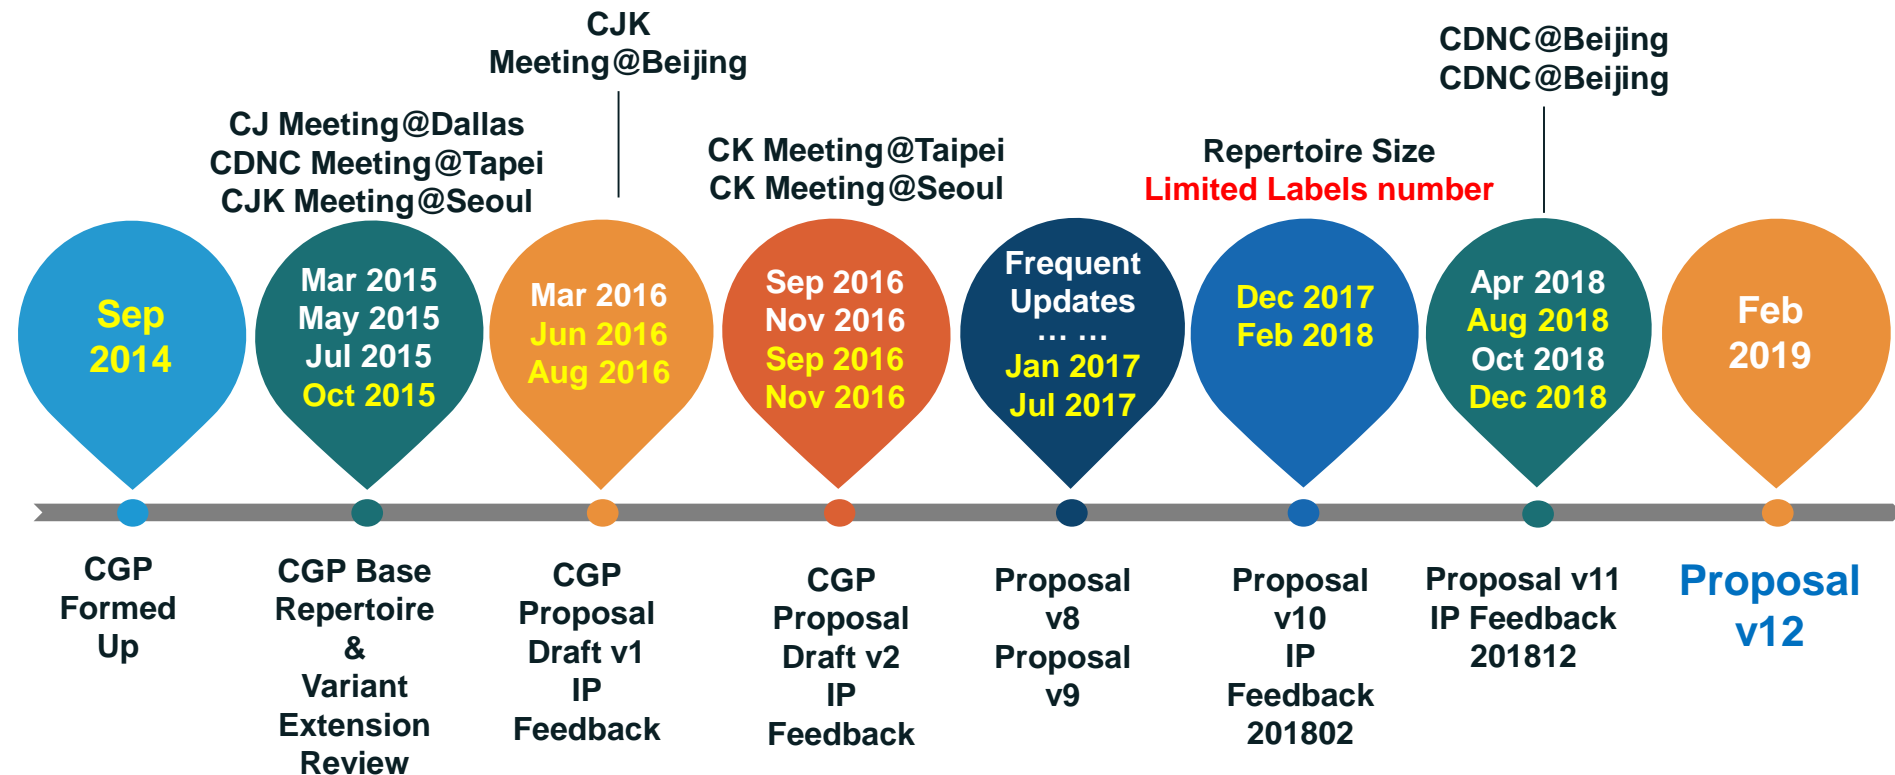 CJK
Meeting@Beijing
CDNC@Beijing
CDNC@Beijing
CJ Meeting@Dallas
CDNC Meeting@Tapei
CJK Meeting@Seoul
CK Meeting@Taipei
CK Meeting@Seoul
Repertoire Size
Limited Labels number
Sep
2014
Mar 2015
May 2015
Jul 2015
Oct 2015
Mar 2016
Jun 2016
Aug 2016
Sep 2016
Nov 2016
Sep 2016
Nov 2016
Frequent
Updates
... ...
Jan 2017
Jul 2017
Dec 2017
Feb 2018
Apr 2018
Aug 2018
Oct 2018
Dec 2018
Feb
2019
CGP
Formed
Up
CGP Base
Repertoire
&
Variant
Extension
Review
CGP
Proposal
Draft v1
IP
Feedback
CGP
Proposal
Draft v2
IP
Feedback
Proposal
v8
Proposal
v9
Proposal
v10
IP
Feedback
201802
Proposal v11
IP Feedback
201812
Proposal
v12